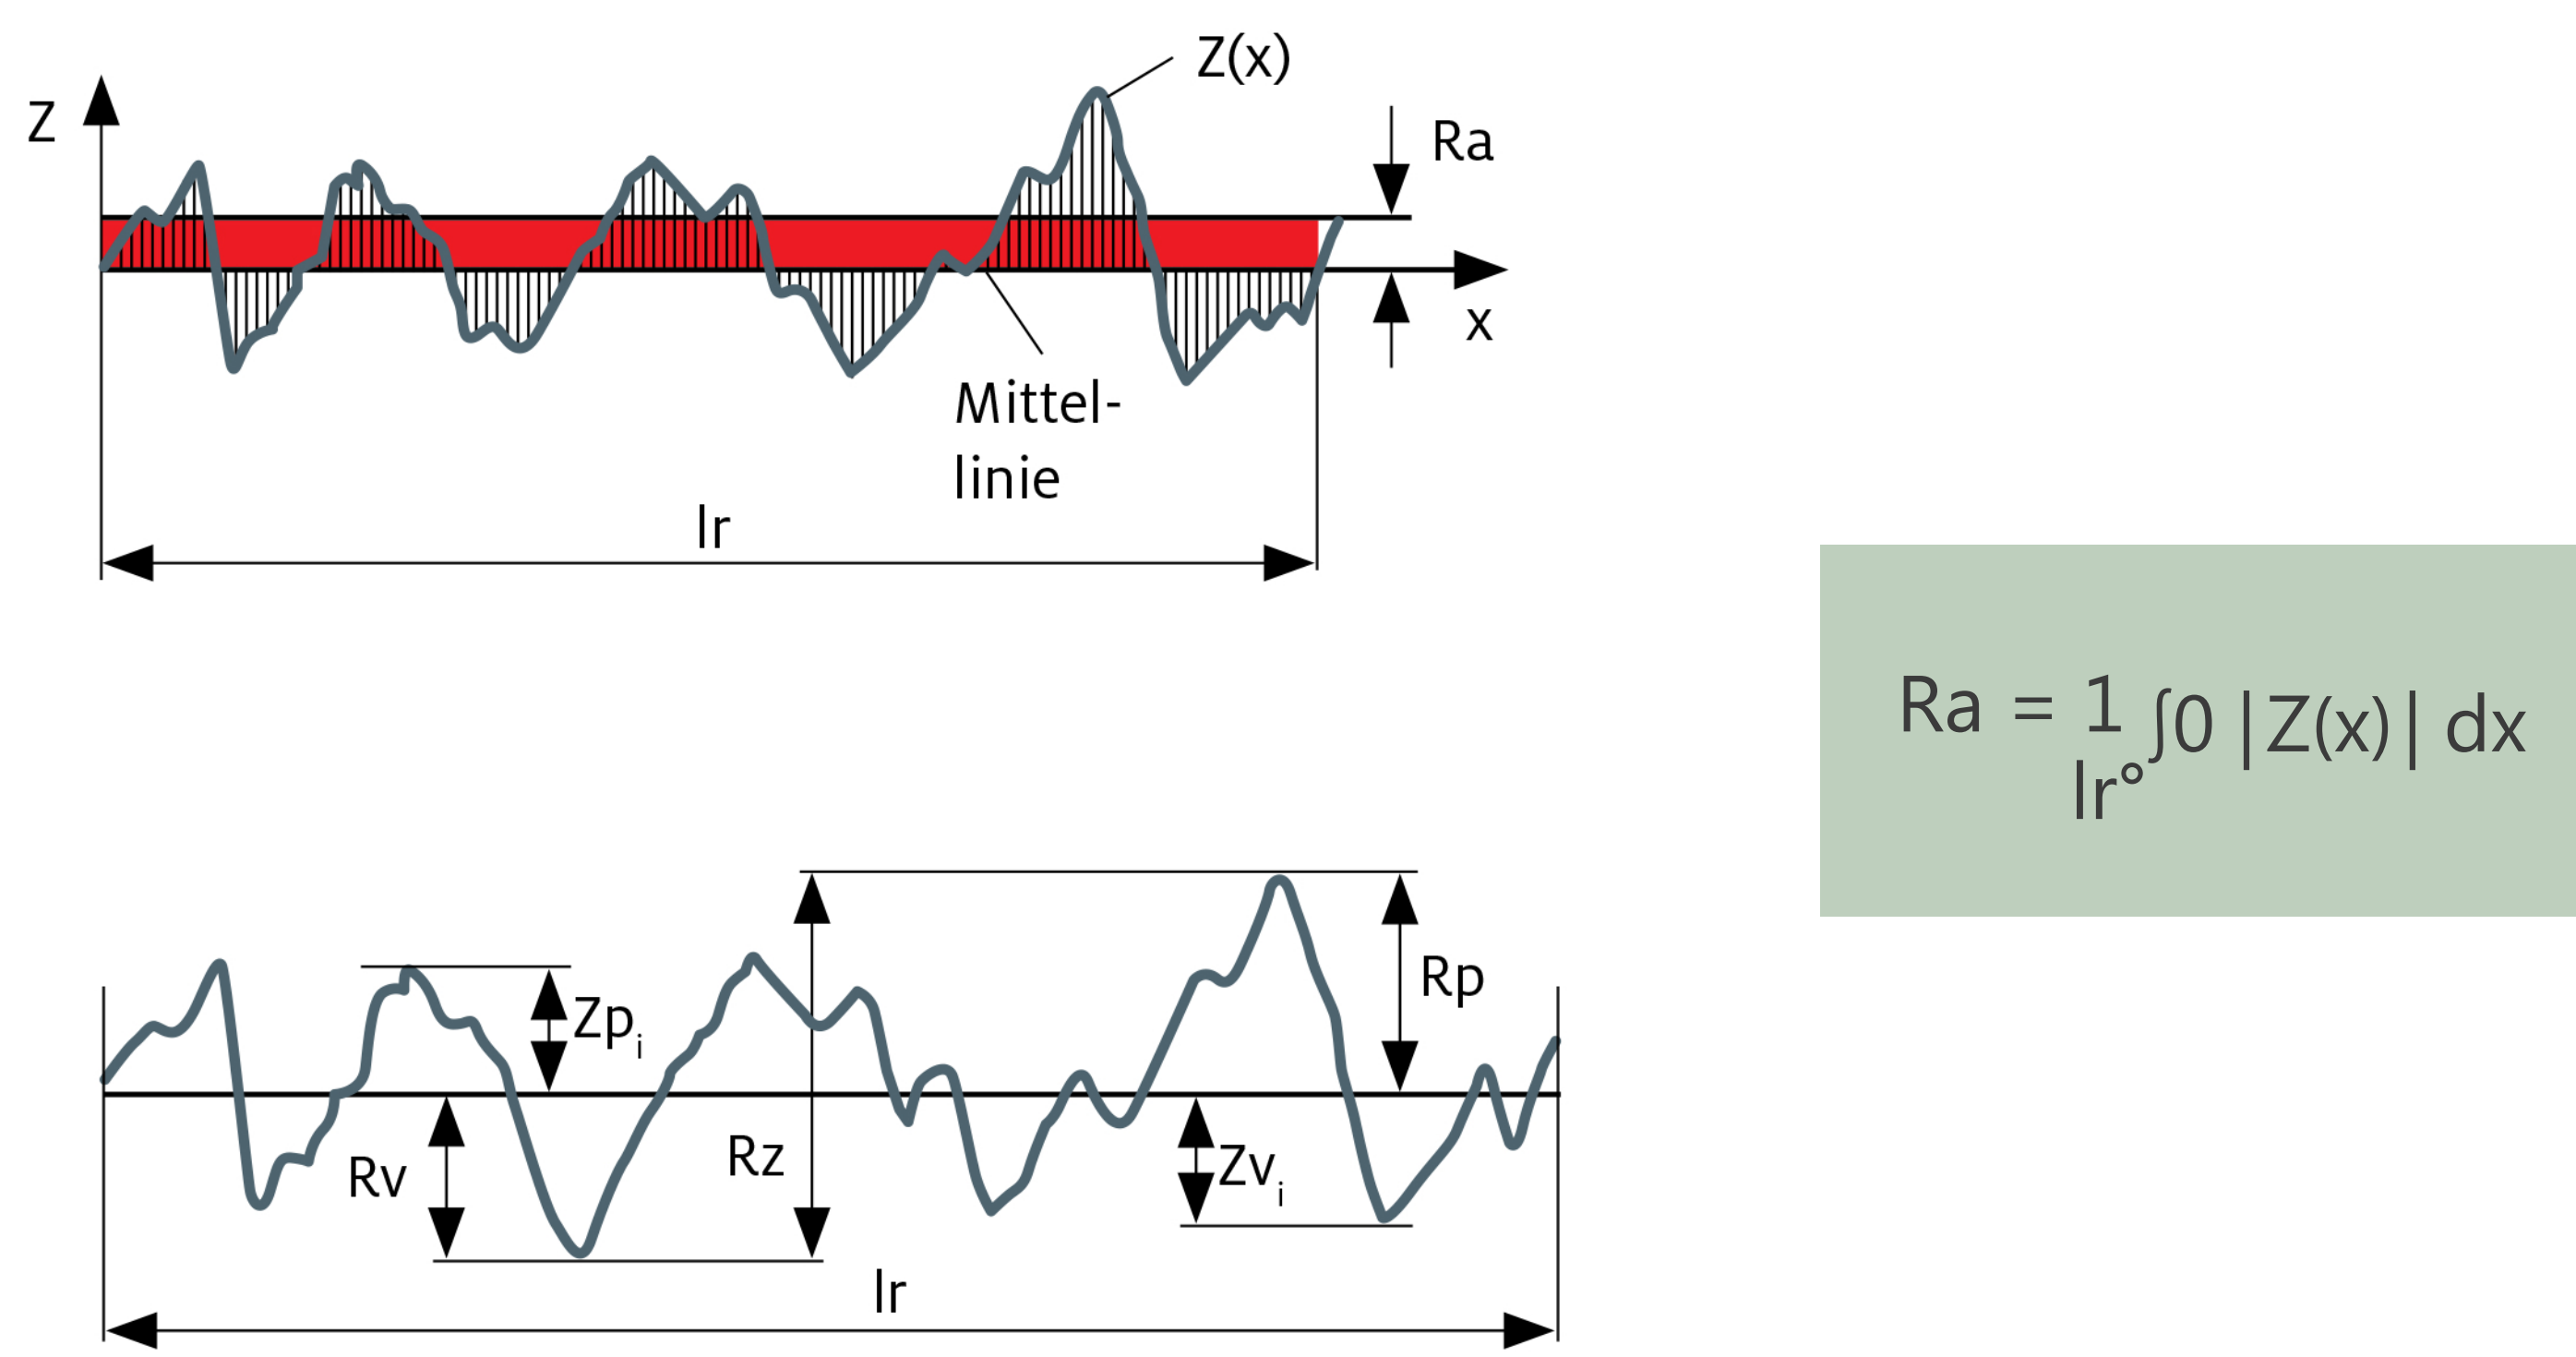 Z(x)
Z
Ra
x
Mittel-
linie
lr
Ra = 1 ∫0 |Z(x)| dx
lr°
Rp
Zpi
Rv
Rz
Zvi
lr